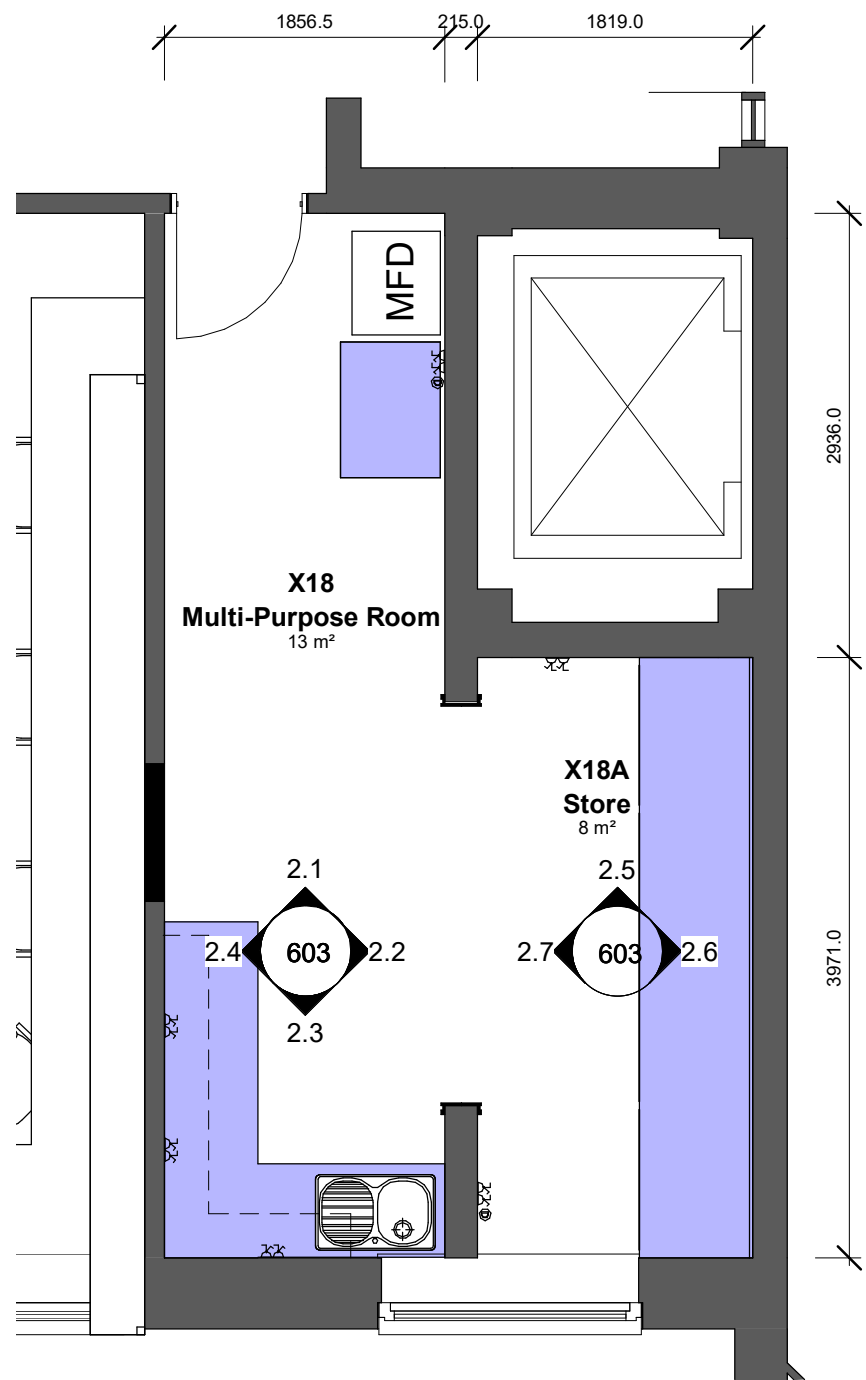 1856.5 215.0 1819.0
MFD
2936.0
X18
Multi-Purpose Room
13 m²
X18A
Store
8 m²
2.1
2.4 603 2.2
2.3
2.5
2.7 603 2.6
3971.0